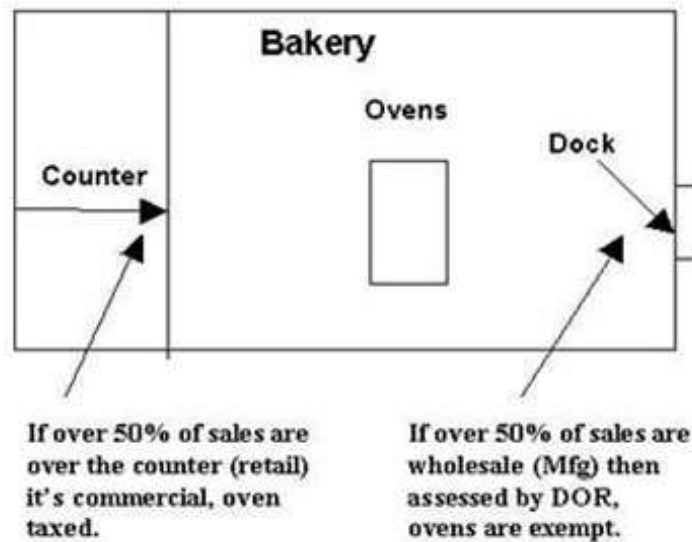 Bakery
Ovens
Dock
Counter
If over 50% of sales are
over the counter (retail)
it's commercial, oven
taxed.
If over 50% of sales are
wholesale (Mfg) then
assessed by DOR,
ovens are exempt.